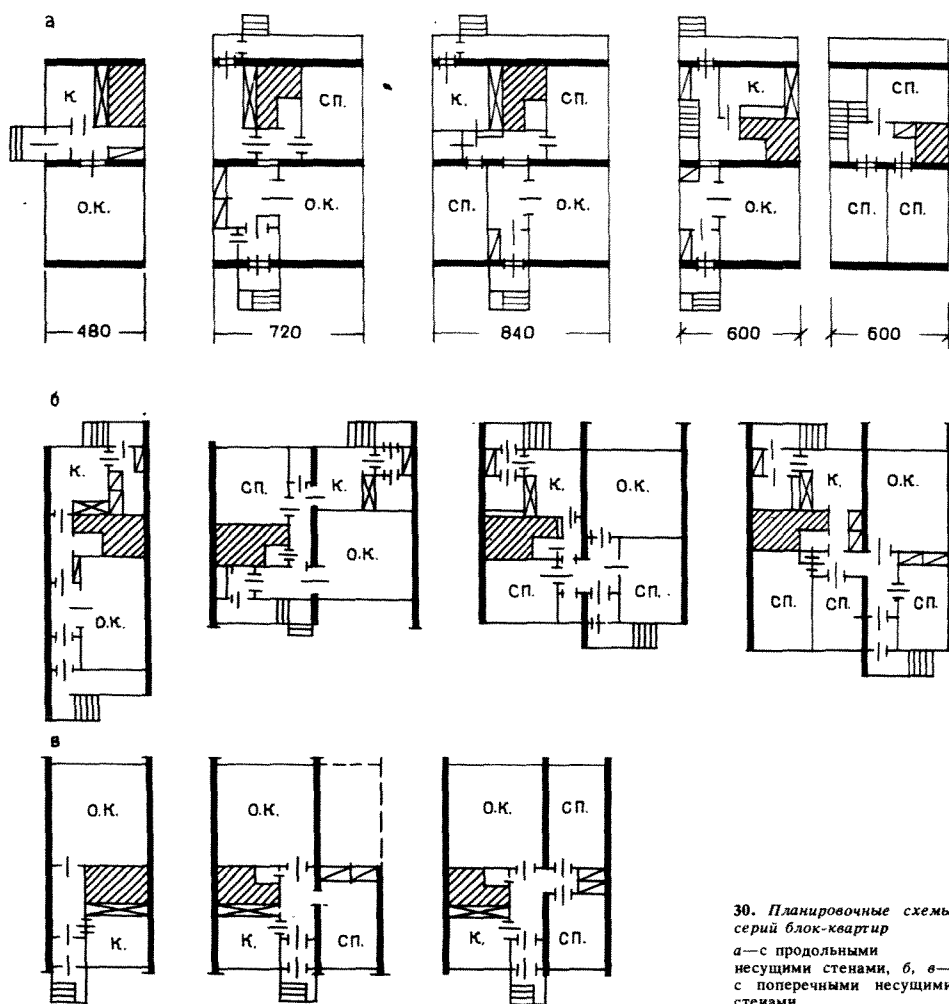 а
К.
О.К.
СП.
О.К.
К.
СП.
СП.
О.К.
К.
О.К.
СП.
СП.
СП.
480
720
840
600
600
б
К.
О.К.
СП.
К.
О.К.
К.
О.К.
СП.
СП.
К.
О.К.
СП.
СП.
СП.
в
О.К.
К.
О.К.
К.
СП.
О.К.
СП.
К.
СП.
30. Планировочные схемы
серий блок-квартир
а—с продольными
несущими стенами, б, в—
с поперечными несущими
стенами